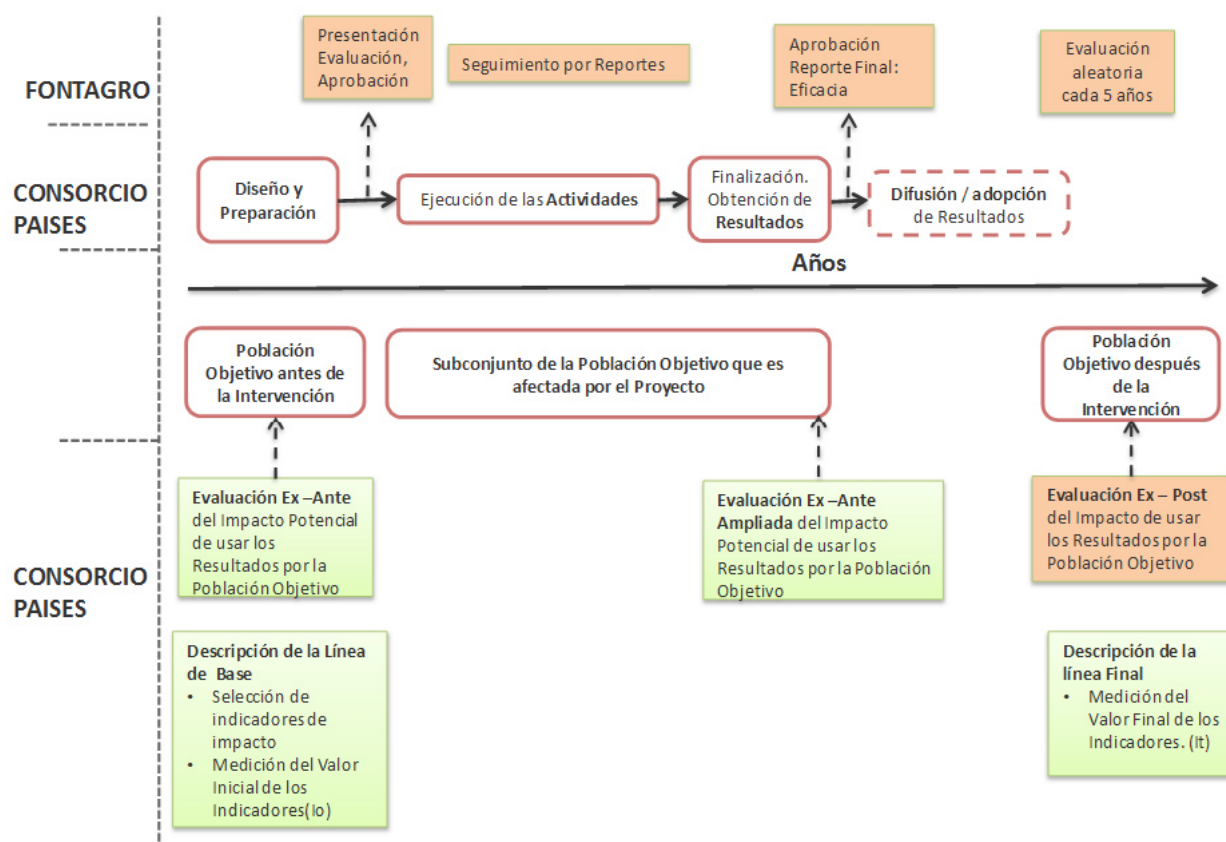 Presentación
Evaluación,
Aprobación
Seguimiento por Reportes
Aprobación
Reporte Final:
Eficacia
Evaluación
aleatoria
cada 5 años
FONTAGRO
CONSORCIO
PAISES
Diseño y
Preparación
Ejecución de las Actividades
Finalización.
Obtención de
Resultados
Difusión / adopción
de Resultados
Años
Población
Objetivo antes de
la Intervención
Subconjunto de la Población Objetivo que es
afectada por el Proyecto
Población
Objetivo después
de la
Intervención
CONSORCIO
PAISES
Evaluación Ex –Ante
del Impacto Potencial
de usar los
Resultados por la
Población Objetivo
Evaluación Ex –Ante
Ampliada del Impacto
Potencial de usar los
Resultados por la Población
Objetivo
Evaluación Ex – Post
del Impacto de usar
los Resultados por la
Población Objetivo
Descripción de la Línea
de Base
• Selección de
indicadores de
impacto
• Medición del Valor
Inicial de los
Indicadores(Io)
Descripción de la
línea Final
• Medición del
Valor Final de los
Indicadores. (It)